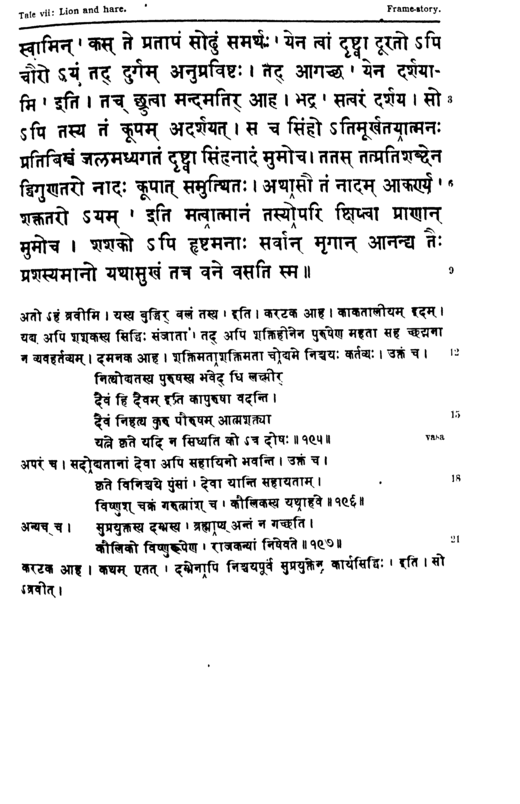 Tale vii: Lion and hare. Frame-story.
स्वामिन् ' कस् ते प्रतापं सोढुं समर्थः ' येन त्वां दृष्ट्वा दूरतो ऽपि
चौरो ऽयं तद् दुर्गम् अनुप्रविष्टः । तद् आगच्छ ' येन दर्शया-
मि ' इति । तच् छ्रुत्वा मन्दमतिर् आह । भद्र ' सत्वरं दर्शय । सो 3
ऽपि तस्य तं कूपम् अदर्शयत् । स च सिंहो ऽतिमूर्खतयात्मनः
प्रतिबिम्बं जलमध्यगतं दृष्ट्वा सिंहनादं मुमोच । ततस् तत्प्रतिशब्देन
द्विगुणतरो नादः कूपात् समुत्थितः । अथासौ तं नादम् आकर्ण्य ' 6
शक्ततरो ऽयम् ' इति मत्वात्मानं तस्योपरि क्षिप्त्वा प्राणान्
मुमोच । शशको ऽपि हृष्टमनाः सर्वान् मृगान् आनन्द्य तैः
प्रशस्यमानो यथासुखं तत्र वने वसति स्म ॥ 9
अतो ऽहं ब्रवीमि । यस्य बुद्धिर् बलं तस्य ' इति । करटक आह । काकतालीयम् इदम् ।
यद्य् अपि शशकस्य सिद्धिः संजाता ' तद् अपि शक्तिहीनेन पुरुषेण महता सह च्छद्मना
न व्यवहर्तव्यम् । दमनक आह । शक्तिमताशक्तिमता चोद्यमे निश्चयः कर्तव्यः । उक्तं च । 12
नित्योद्यतस्य पुरुषस्य भवेद् धि लक्ष्मीर्
दैवं हि दैवम् इति कापुरुषा वदन्ति ।
दैवं निहत्य कुरु पौरुषम् आत्मशक्त्या 15
यत्ने कृते यदि न सिध्यति को ऽत्र दोषः ॥ १९५॥ vasa
अपरं च । सदोद्यतानां देवा अपि सहायिनो भवन्ति । उक्तं च ।
कृते विनिश्चये पुंसां ' देवा यान्ति सहायताम् । 18
विष्णुश् चक्रं गरुत्मांश् च ' कौलिकस्य यथाहवे ॥ १९६॥
अन्यच् च । सुप्रयुक्तस्य दम्भस्य ' ब्रह्माप्य् अन्तं न गच्छति ।
कौलिको विष्णुरूपेण ' राजकन्यां निषेवते ॥ १९७॥ 21
करटक आह । कथम् एतत् ' दम्भेनापि निश्चयपूर्वं सुप्रयुक्तेन कार्यसिद्धिः ' इति । सो
ऽब्रवीत् ।